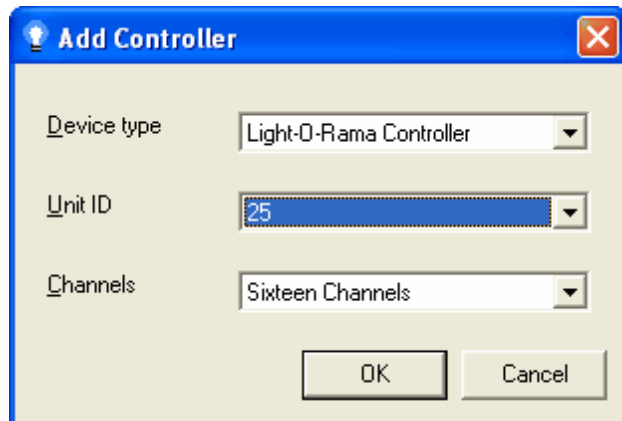 Add Controller
Device type Light-O-Rama Controller
Unit ID 25
Channels Sixteen Channels
OK Cancel